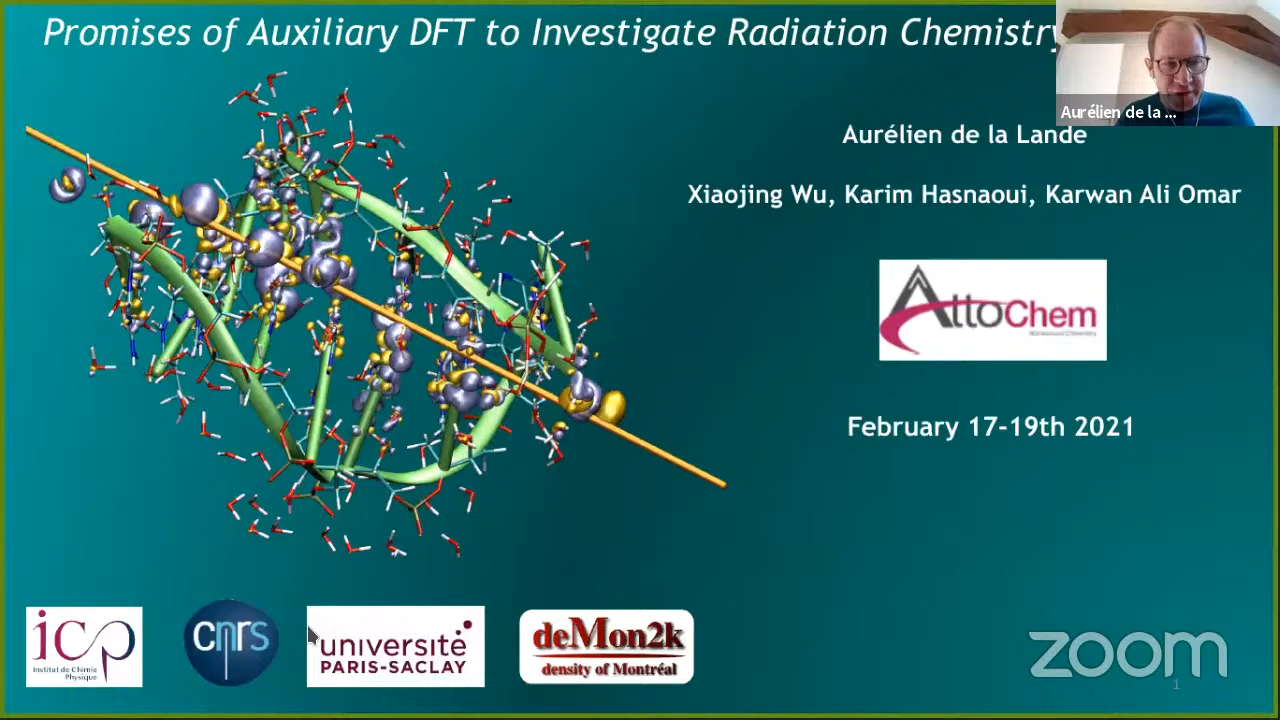 Promises of Auxiliary DFT to Investigate Radiation Chemistry
Aurélien de la ...
Aurélien de la Lande
Xiaojing Wu, Karim Hasnaoui, Karwan Ali Omar
AttoChem
February 17-19th 2021
icp
Institut de Chimie
Physique
cnrs
université
PARIS-SACLAY
deMon2k
density of Montréal
zoom
1